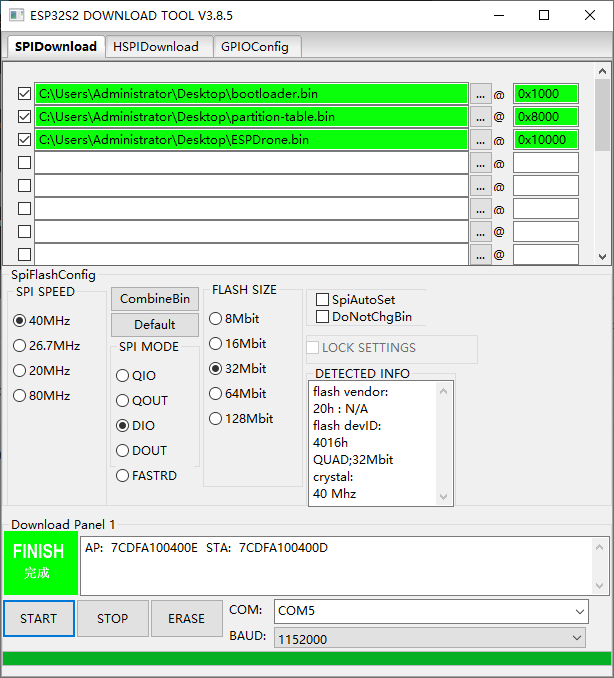 ESP32S2 DOWNLOAD TOOL V3.8.5
SPIDownload HSPIDownload GPIOConfig
C:\Users\Administrator\Desktop\bootloader.bin ... @ 0x1000
C:\Users\Administrator\Desktop\partition-table.bin ... @ 0x8000
C:\Users\Administrator\Desktop\ESPDrone.bin ... @ 0x10000
... @
... @
... @
... @
... @
SpiFlashConfig
SPI SPEED
40MHz
26.7MHz
20MHz
80MHz
CombineBin
Default
SPI MODE
QIO
QOUT
DIO
DOUT
FASTRD
FLASH SIZE
8Mbit
16Mbit
32Mbit
64Mbit
128Mbit
SpiAutoSet
DoNotChgBin
LOCK SETTINGS
DETECTED INFO
flash vendor:
20h : N/A
flash devID:
4016h
QUAD;32Mbit
crystal:
40 Mhz
Download Panel 1
FINISH
完成
AP: 7CDFA100400E STA: 7CDFA100400D
START STOP ERASE
COM: COM5
BAUD: 1152000